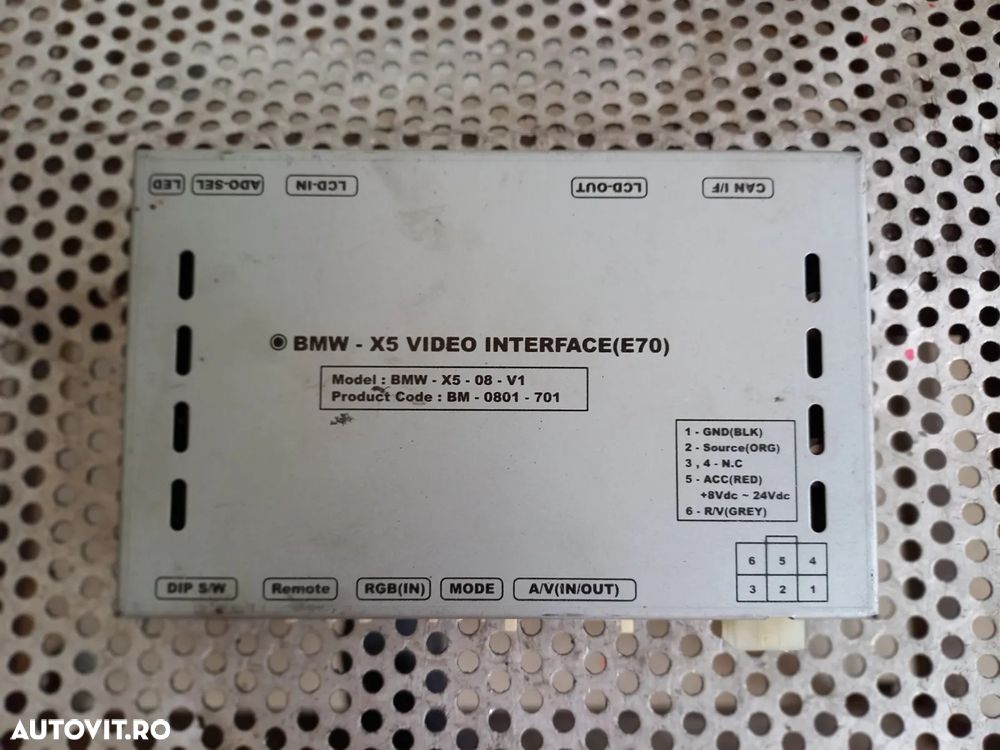 LED
ADO-SEL
LCD-IN
LCD-OUT
CAN I/F
BMW - X5 VIDEO INTERFACE(E70)
Model : BMW - X5 - 08 - V1
Product Code : BM - 0801 - 701
1 - GND(BLK)
2 - Source(ORG)
3 , 4 - N.C
5 - ACC(RED)
+8Vdc ~ 24Vdc
6 - R/V(GREY)
6 5 4
3 2 1
DIP S/W
Remote
RGB(IN)
MODE
A/V(IN/OUT)
AUTOVIT.RO